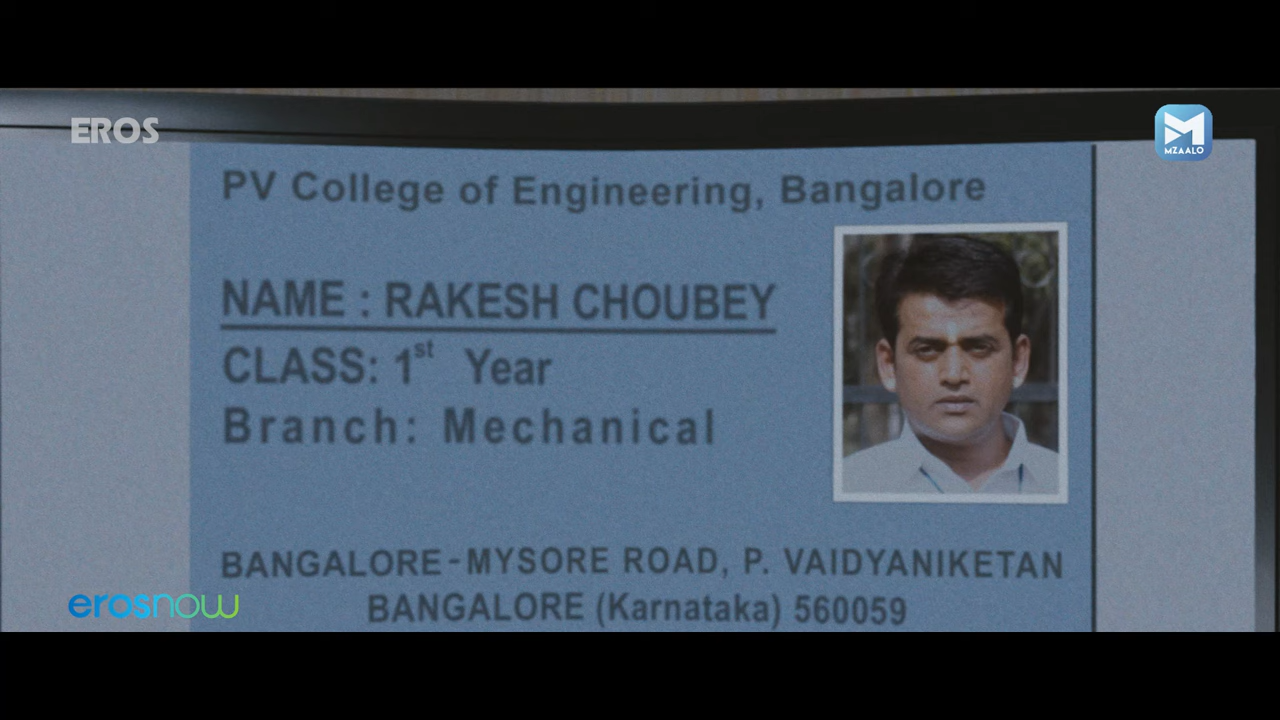 EROS
MZAALO
PV College of Engineering, Bangalore
NAME : RAKESH CHOUBEY
CLASS: 1st Year
Branch: Mechanical
BANGALORE-MYSORE ROAD, P. VAIDYANIKETAN
BANGALORE (Karnataka) 560059
erosnow